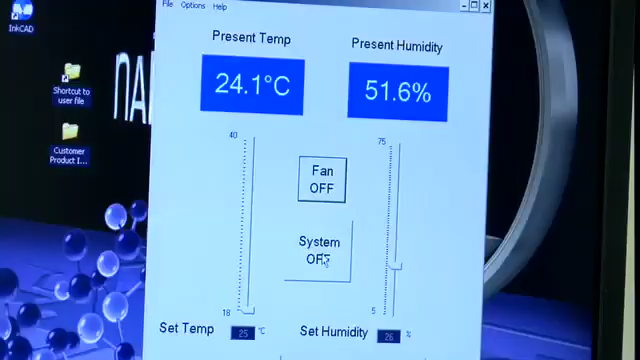 File Options Help
InkCAD
Present Temp
Present Humidity
24.1°C
51.6%
Shortcut to
user file
Customer
Product I...
40
75
Fan
OFF
System
OFF
18
5
Set Temp 25 °C
Set Humidity 26 %